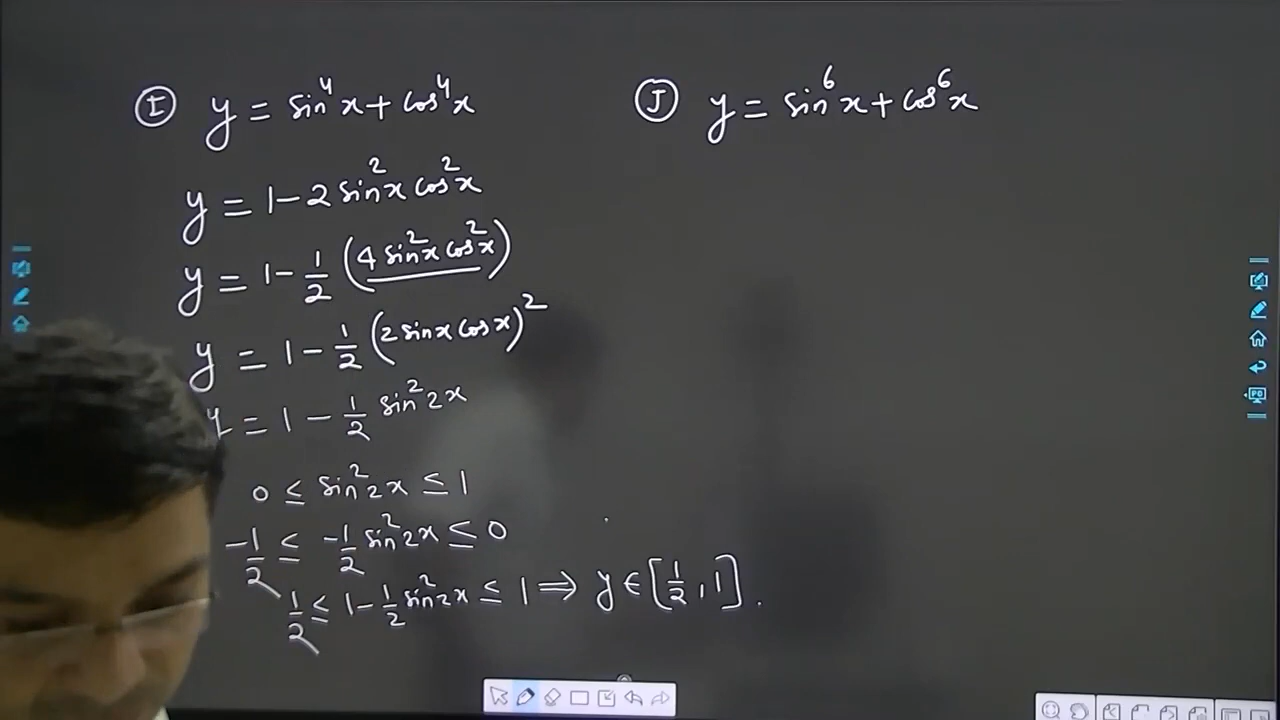 Ⓘ y = sin⁴x + cos⁴x
y = 1 - 2 sin²x cos²x
y = 1 - 1/2 (4 sin²x cos²x)
y = 1 - 1/2 (2 sinx cosx)²
y = 1 - 1/2 sin²2x
0 ≤ sin²2x ≤ 1
-1/2 ≤ -1/2 sin²2x ≤ 0
1/2 ≤ 1 - 1/2 sin²2x ≤ 1 ⇒ y ∈ [1/2, 1].
Ⓙ y = sin⁶x + cos⁶x